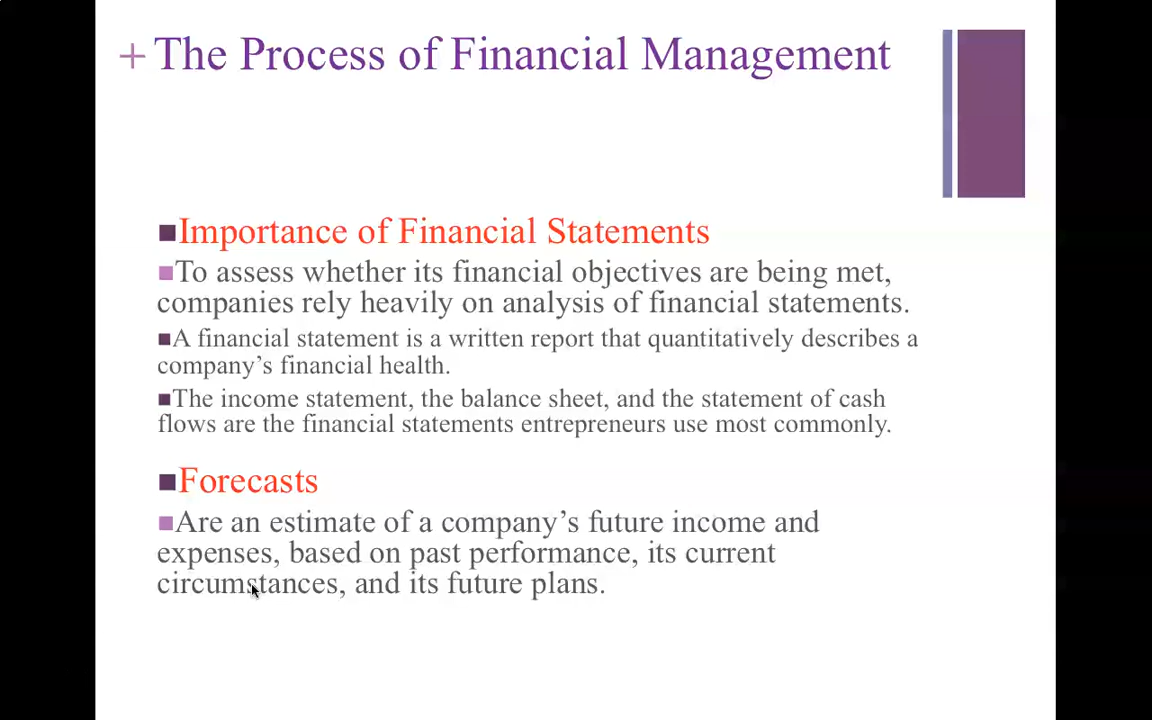 + The Process of Financial Management
■Importance of Financial Statements
■To assess whether its financial objectives are being met,
companies rely heavily on analysis of financial statements.
■A financial statement is a written report that quantitatively describes a
company’s financial health.
■The income statement, the balance sheet, and the statement of cash
flows are the financial statements entrepreneurs use most commonly.
■Forecasts
■Are an estimate of a company’s future income and
expenses, based on past performance, its current
circumstances, and its future plans.